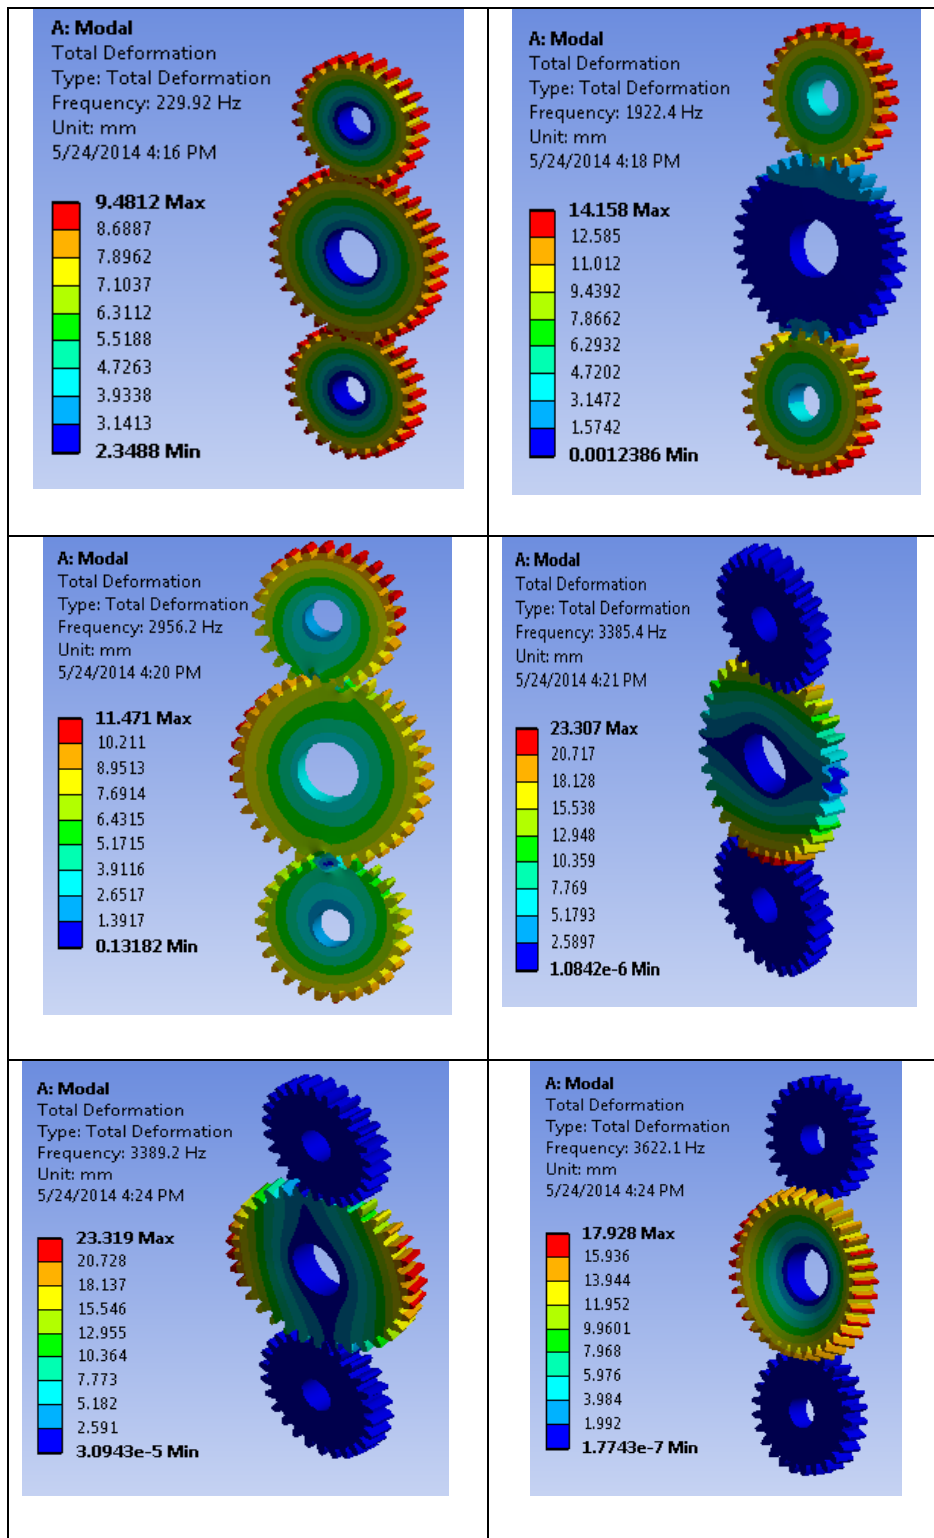 A: Modal
Total Deformation
Type: Total Deformation
Frequency: 229.92 Hz
Unit: mm
5/24/2014 4:16 PM
9.4812 Max
8.6887
7.8962
7.1037
6.3112
5.5188
4.7263
3.9338
3.1413
2.3488 Min
A: Modal
Total Deformation
Type: Total Deformation
Frequency: 1922.4 Hz
Unit: mm
5/24/2014 4:18 PM
14.158 Max
12.585
11.012
9.4392
7.8662
6.2932
4.7202
3.1472
1.5742
0.0012386 Min
A: Modal
Total Deformation
Type: Total Deformation
Frequency: 2956.2 Hz
Unit: mm
5/24/2014 4:20 PM
11.471 Max
10.211
8.9513
7.6914
6.4315
5.1715
3.9116
2.6517
1.3917
0.13182 Min
A: Modal
Total Deformation
Type: Total Deformation
Frequency: 3385.4 Hz
Unit: mm
5/24/2014 4:21 PM
23.307 Max
20.717
18.128
15.538
12.948
10.359
7.769
5.1793
2.5897
1.0842e-6 Min
A: Modal
Total Deformation
Type: Total Deformation
Frequency: 3389.2 Hz
Unit: mm
5/24/2014 4:24 PM
23.319 Max
20.728
18.137
15.546
12.955
10.364
7.773
5.182
2.591
3.0943e-5 Min
A: Modal
Total Deformation
Type: Total Deformation
Frequency: 3622.1 Hz
Unit: mm
5/24/2014 4:24 PM
17.928 Max
15.936
13.944
11.952
9.9601
7.968
5.976
3.984
1.992
1.7743e-7 Min